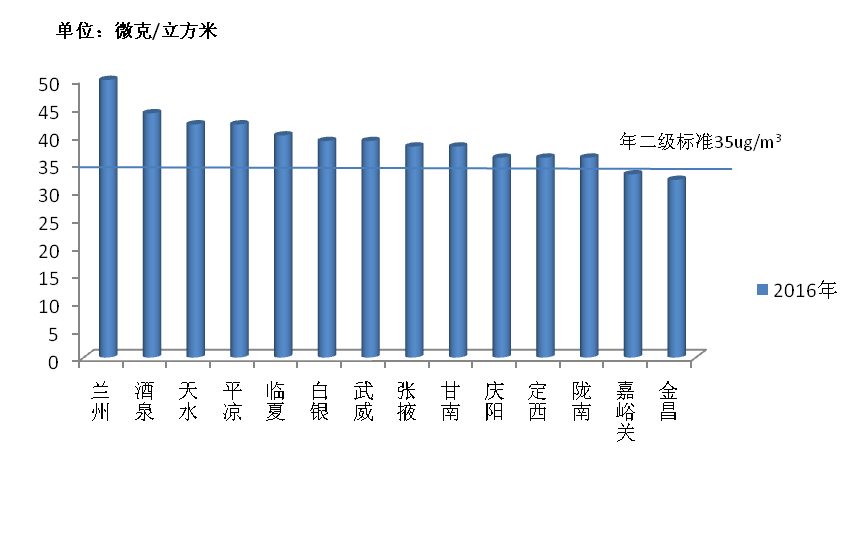 单位：微克/立方米
50
45
40
35
30
25
20
15
10
5
0
年二级标准35ug/m³
2016年
兰州
酒泉
天水
平凉
临夏
白银
武威
张掖
甘南
庆阳
定西
陇南
嘉峪关
金昌